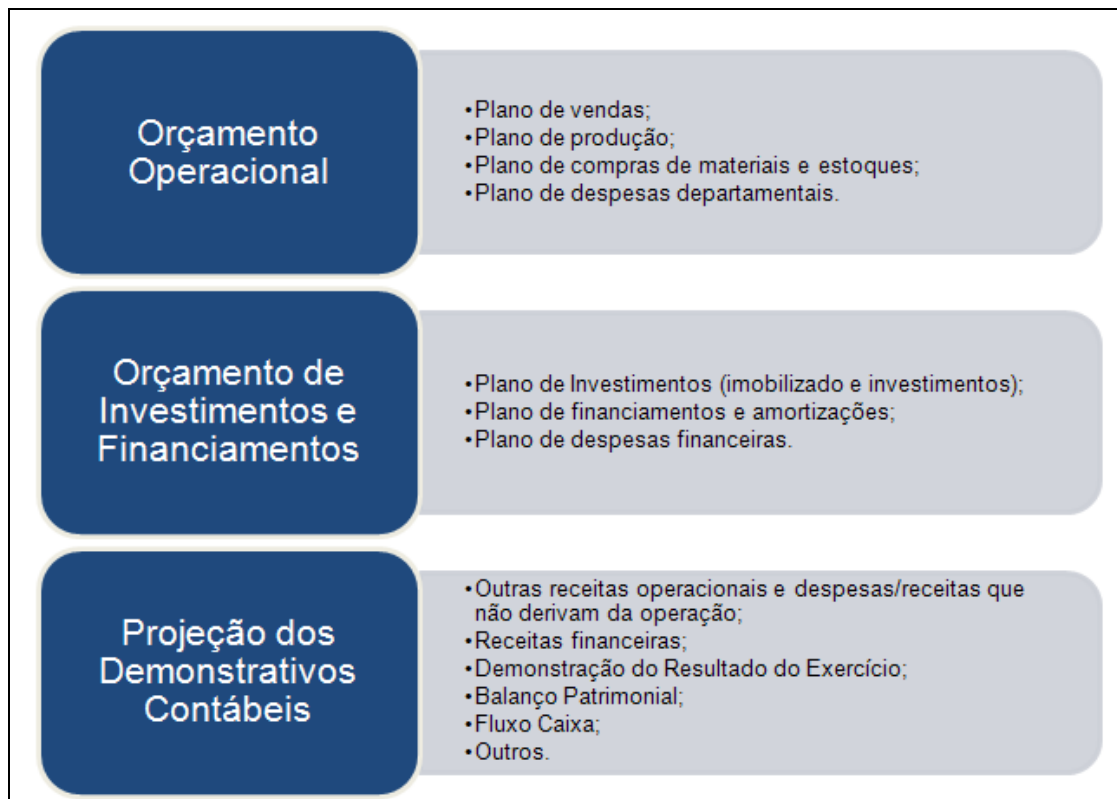 Orçamento
Operacional
•Plano de vendas;
•Plano de produção;
•Plano de compras de materiais e estoques;
•Plano de despesas departamentais.
Orçamento de
Investimentos e
Financiamentos
•Plano de Investimentos (imobilizado e investimentos);
•Plano de financiamentos e amortizações;
•Plano de despesas financeiras.
Projeção dos
Demonstrativos
Contábeis
•Outras receitas operacionais e despesas/receitas que
não derivam da operação;
•Receitas financeiras;
•Demonstração do Resultado do Exercício;
•Balanço Patrimonial;
•Fluxo Caixa;
•Outros.